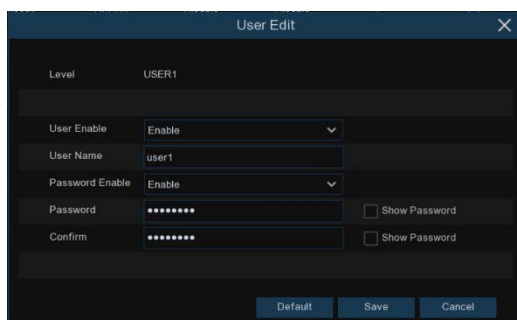 User Edit
Level USER1
User Enable Enable
User Name user1
Password Enable Enable
Password •••••••• Show Password
Confirm •••••••• Show Password
Default Save Cancel